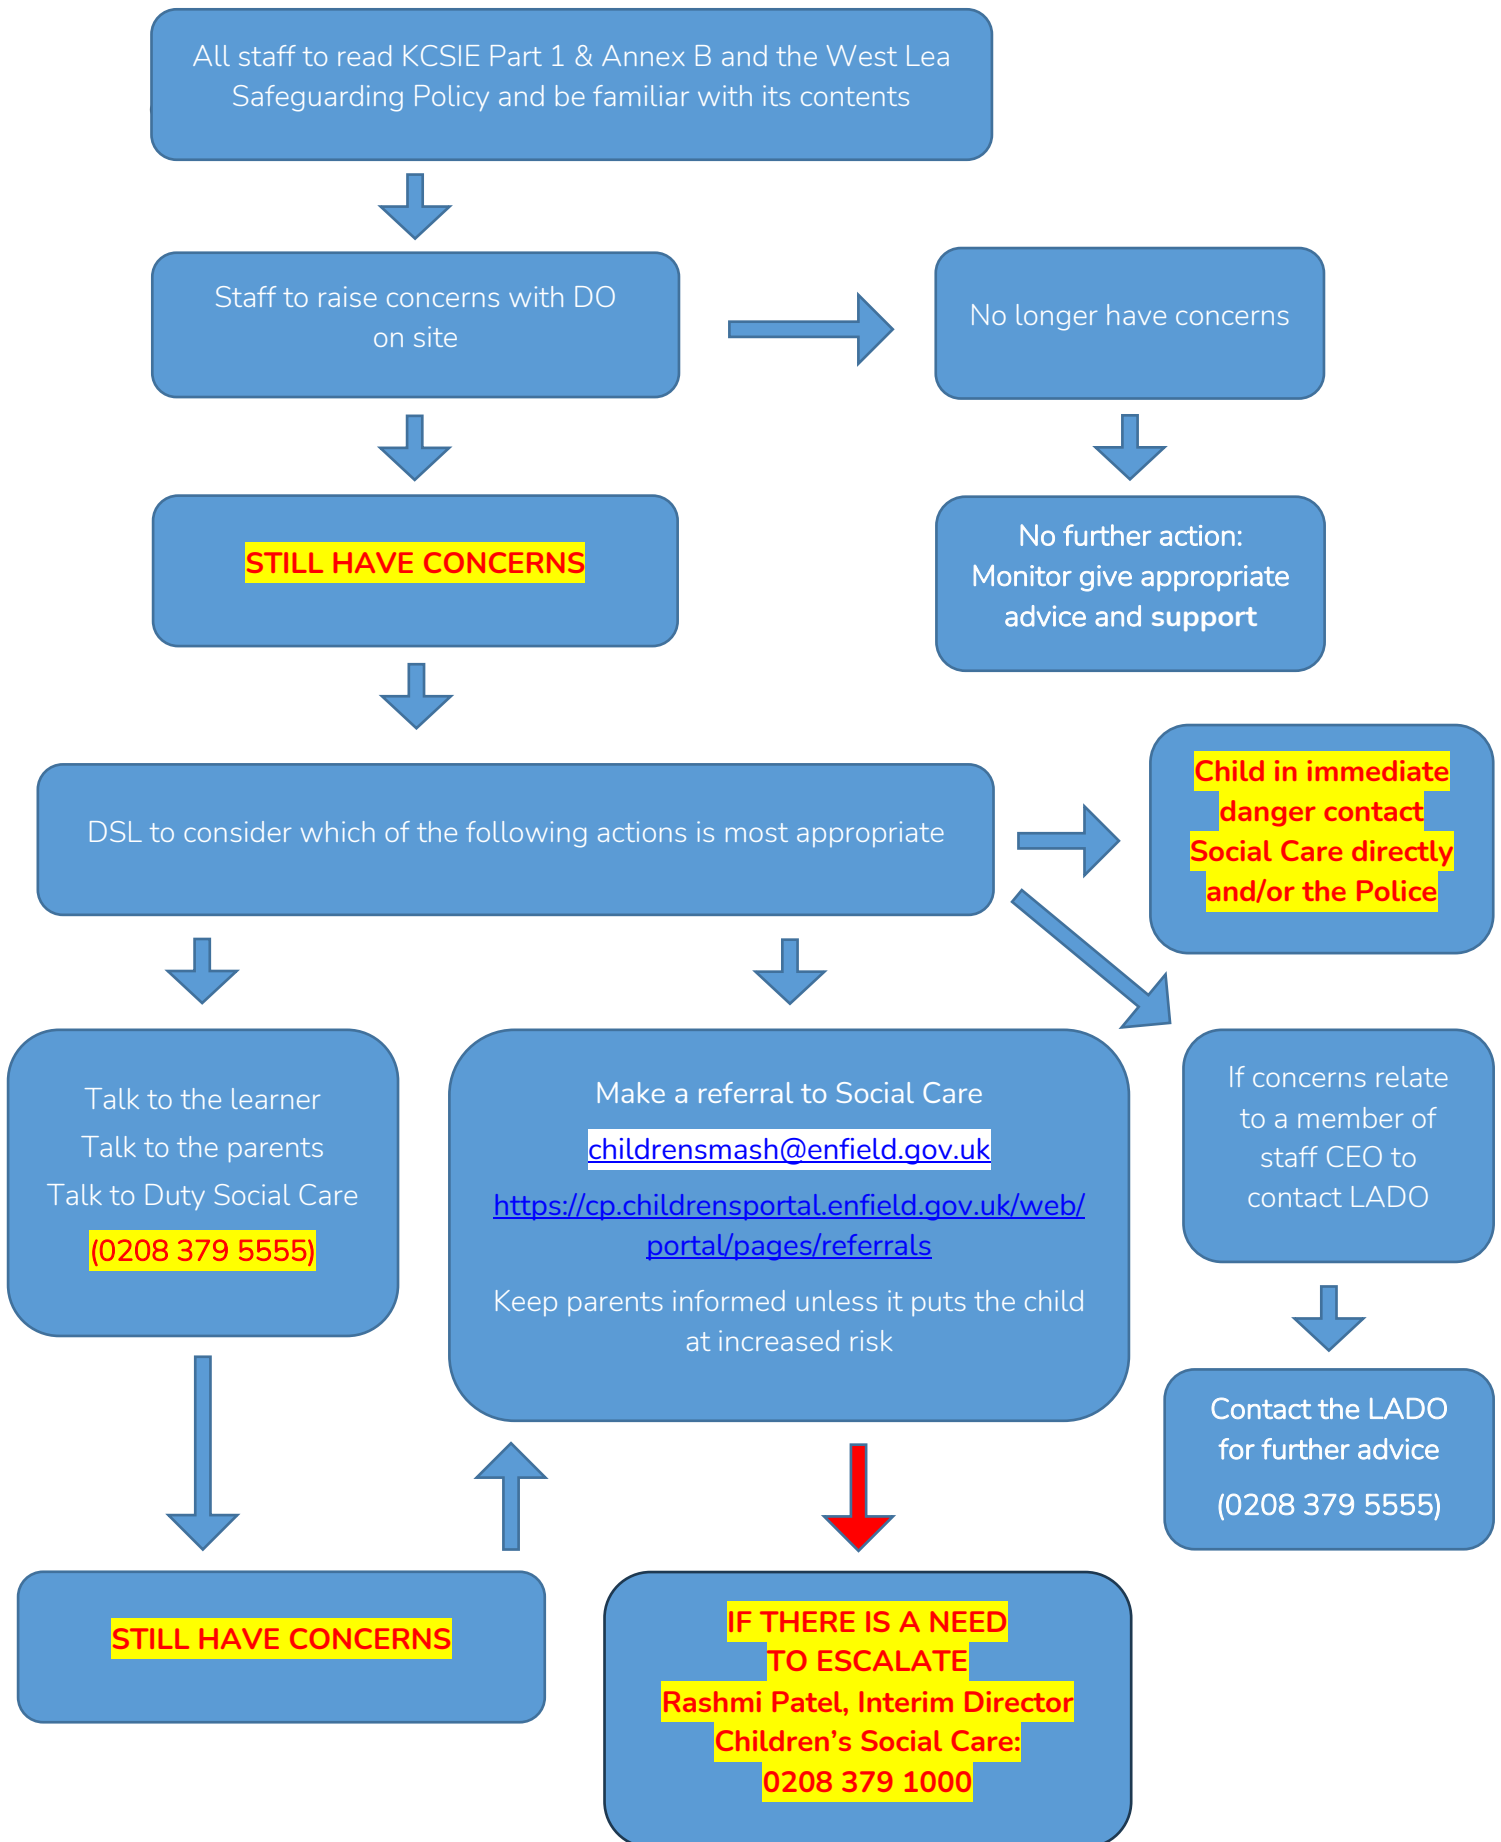 All staff to read KCSIE Part 1 & Annex B and the West Lea
Safeguarding Policy and be familiar with its contents
Staff to raise concerns with DO
on site
No longer have concerns
STILL HAVE CONCERNS
No further action:
Monitor give appropriate
advice and support
DSL to consider which of the following actions is most appropriate
Child in immediate
danger contact
Social Care directly
and/or the Police
Talk to the learner
Talk to the parents
Talk to Duty Social Care
(0208 379 5555)
Make a referral to Social Care
childrensmash@enfield.gov.uk
https://cp.childrensportal.enfield.gov.uk/web/
portal/pages/referrals
Keep parents informed unless it puts the child
at increased risk
If concerns relate
to a member of
staff CEO to
contact LADO
Contact the LADO
for further advice
(0208 379 5555)
STILL HAVE CONCERNS
IF THERE IS A NEED
TO ESCALATE
Rashmi Patel, Interim Director
Children’s Social Care:
0208 379 1000